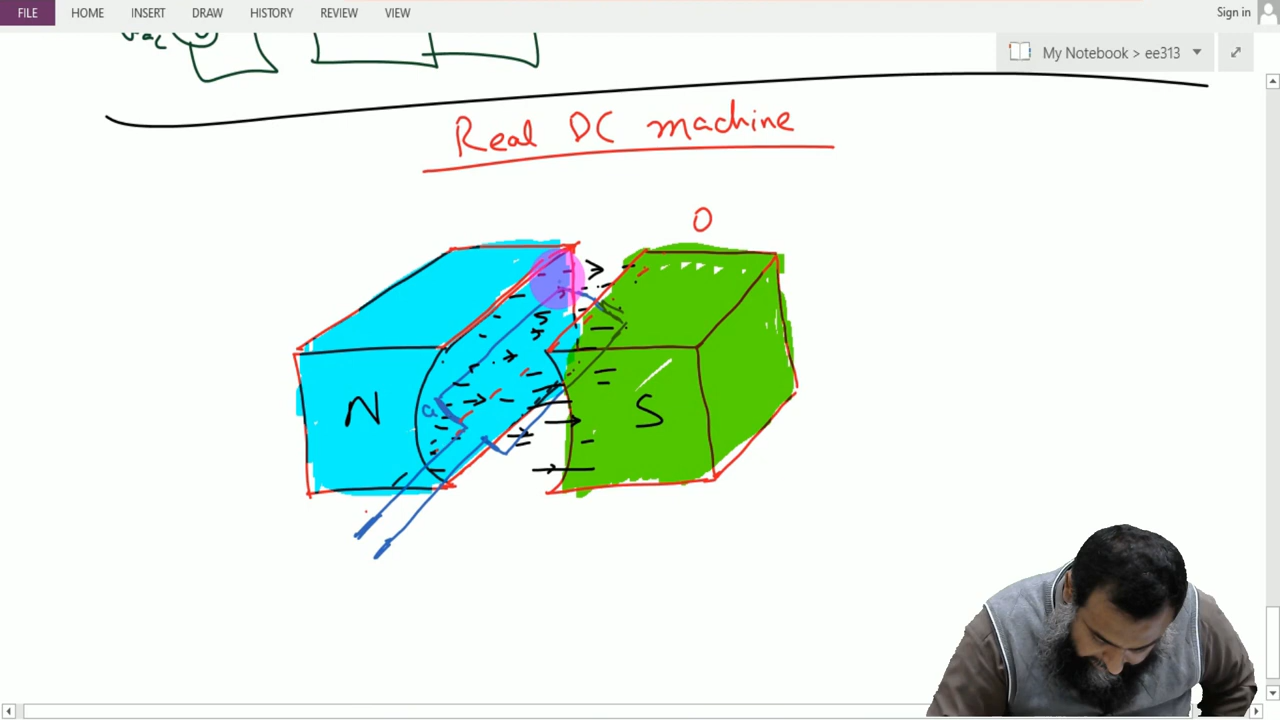 FILE HOME INSERT DRAW HISTORY REVIEW VIEW
Sign in
My Notebook > ee313
Real DC machine
O
N
S
a